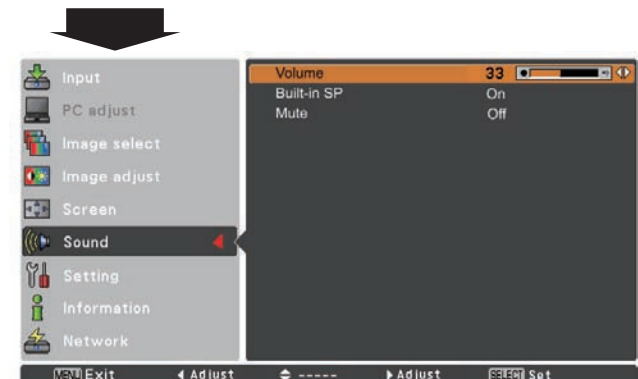 Input
PC adjust
Image select
Image adjust
Screen
Sound
Setting
Information
Network
Volume 33
Built-in SP On
Mute Off
MENU Exit Adjust ----- Adjust SELECT Set